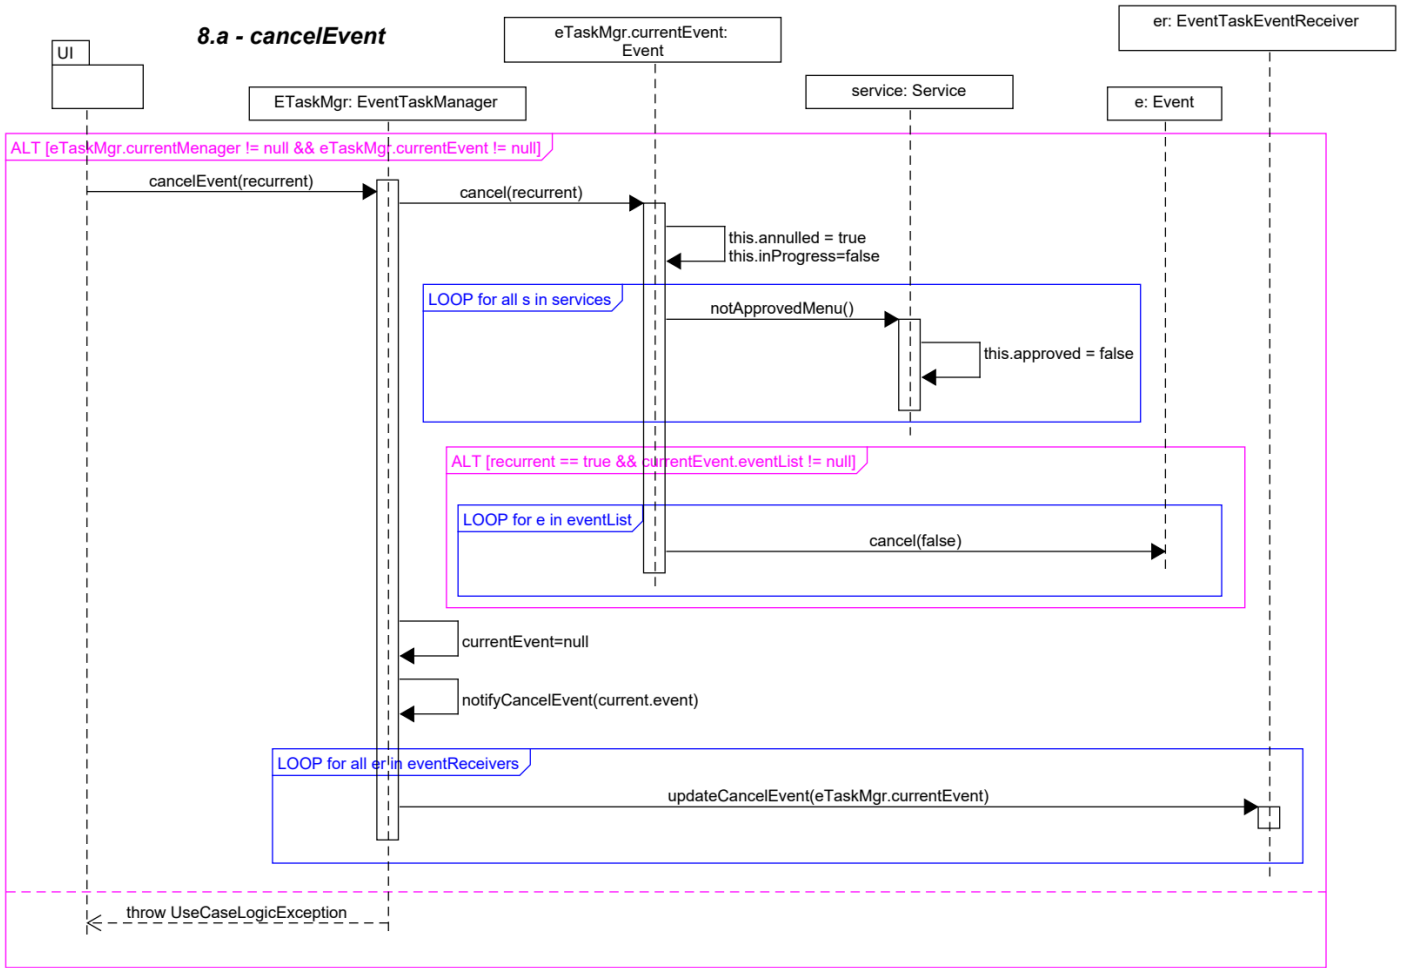 8.a - cancelEvent
UI
eTaskMgr.currentEvent:
Event
er: EventTaskEventReceiver
ETaskMgr: EventTaskManager
service: Service
e: Event
ALT [eTaskMgr.currentMenager != null && eTaskMgr.currentEvent != null]
cancelEvent(recurrent)
cancel(recurrent)
this.annulled = true
this.inProgress=false
LOOP for all s in services
notApprovedMenu()
this.approved = false
ALT [recurrent == true && currentEvent.eventList != null]
LOOP for e in eventList
cancel(false)
currentEvent=null
notifyCancelEvent(current.event)
LOOP for all er in eventReceivers
updateCancelEvent(eTaskMgr.currentEvent)
throw UseCaseLogicException